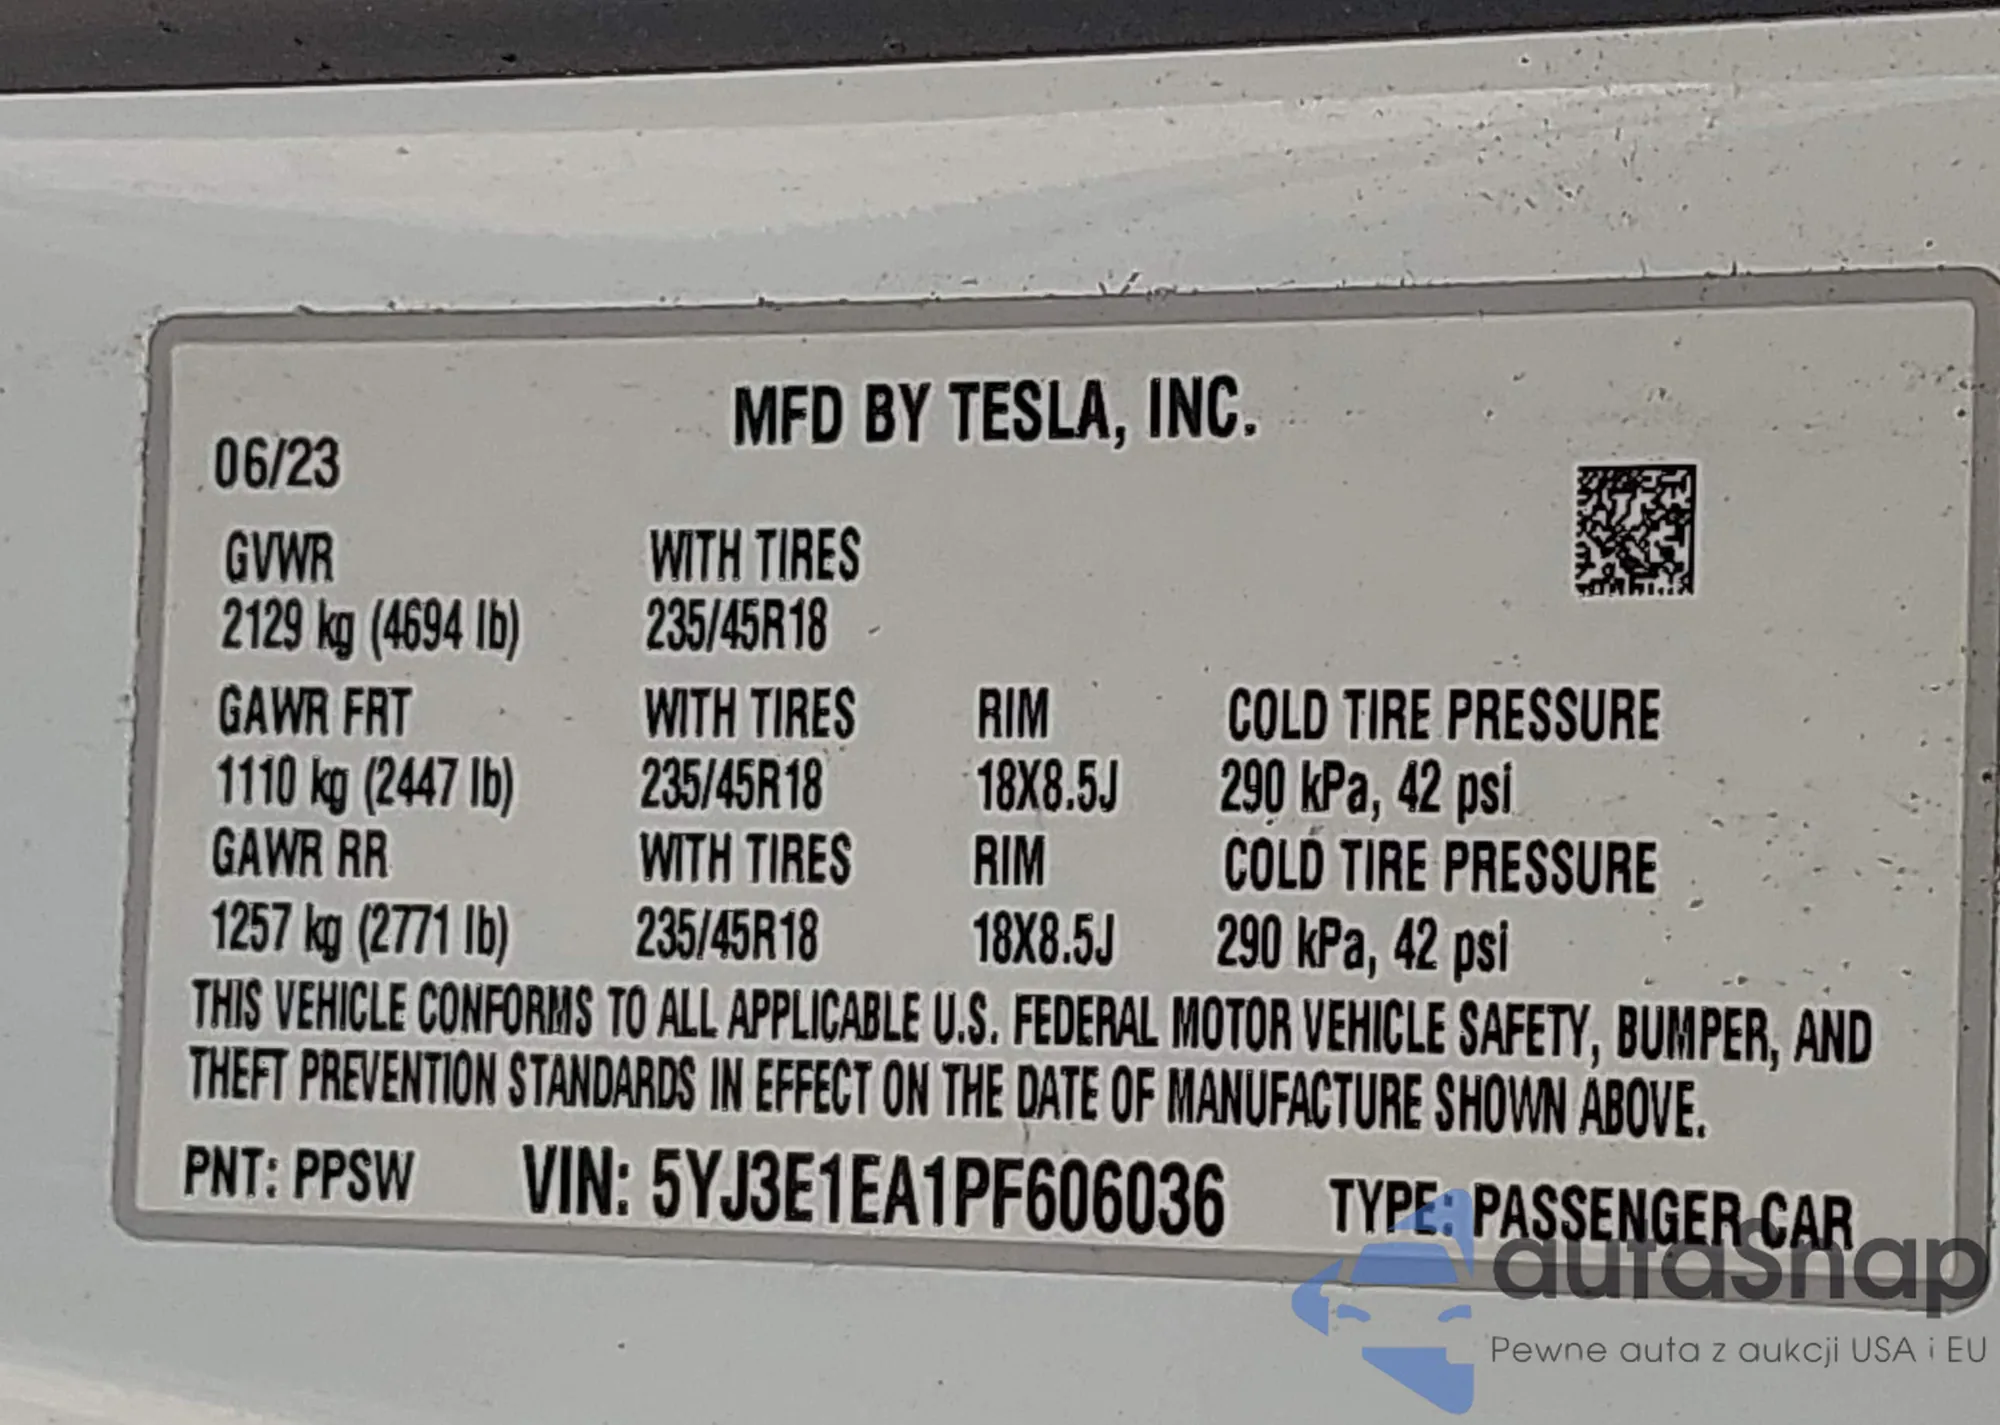 MFD BY TESLA, INC.
06/23
GVWR WITH TIRES
2129 kg (4694 lb) 235/45R18
GAWR FRT WITH TIRES RIM COLD TIRE PRESSURE
1110 kg (2447 lb) 235/45R18 18X8.5J 290 kPa, 42 psi
GAWR RR WITH TIRES RIM COLD TIRE PRESSURE
1257 kg (2771 lb) 235/45R18 18X8.5J 290 kPa, 42 psi
THIS VEHICLE CONFORMS TO ALL APPLICABLE U.S. FEDERAL MOTOR VEHICLE SAFETY, BUMPER, AND
THEFT PREVENTION STANDARDS IN EFFECT ON THE DATE OF MANUFACTURE SHOWN ABOVE.
PNT: PPSW VIN: 5YJ3E1EA1PF606036 TYPE: PASSENGER CAR
autaSnap
Pewne auta z aukcji USA i EU